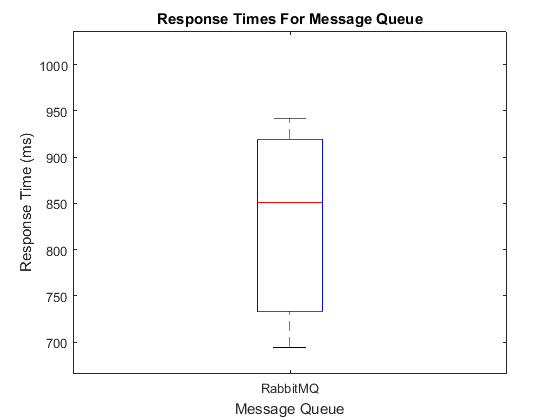 Response Times For Message Queue
1000
950
900
850
800
750
700
Response Time (ms)
RabbitMQ
Message Queue